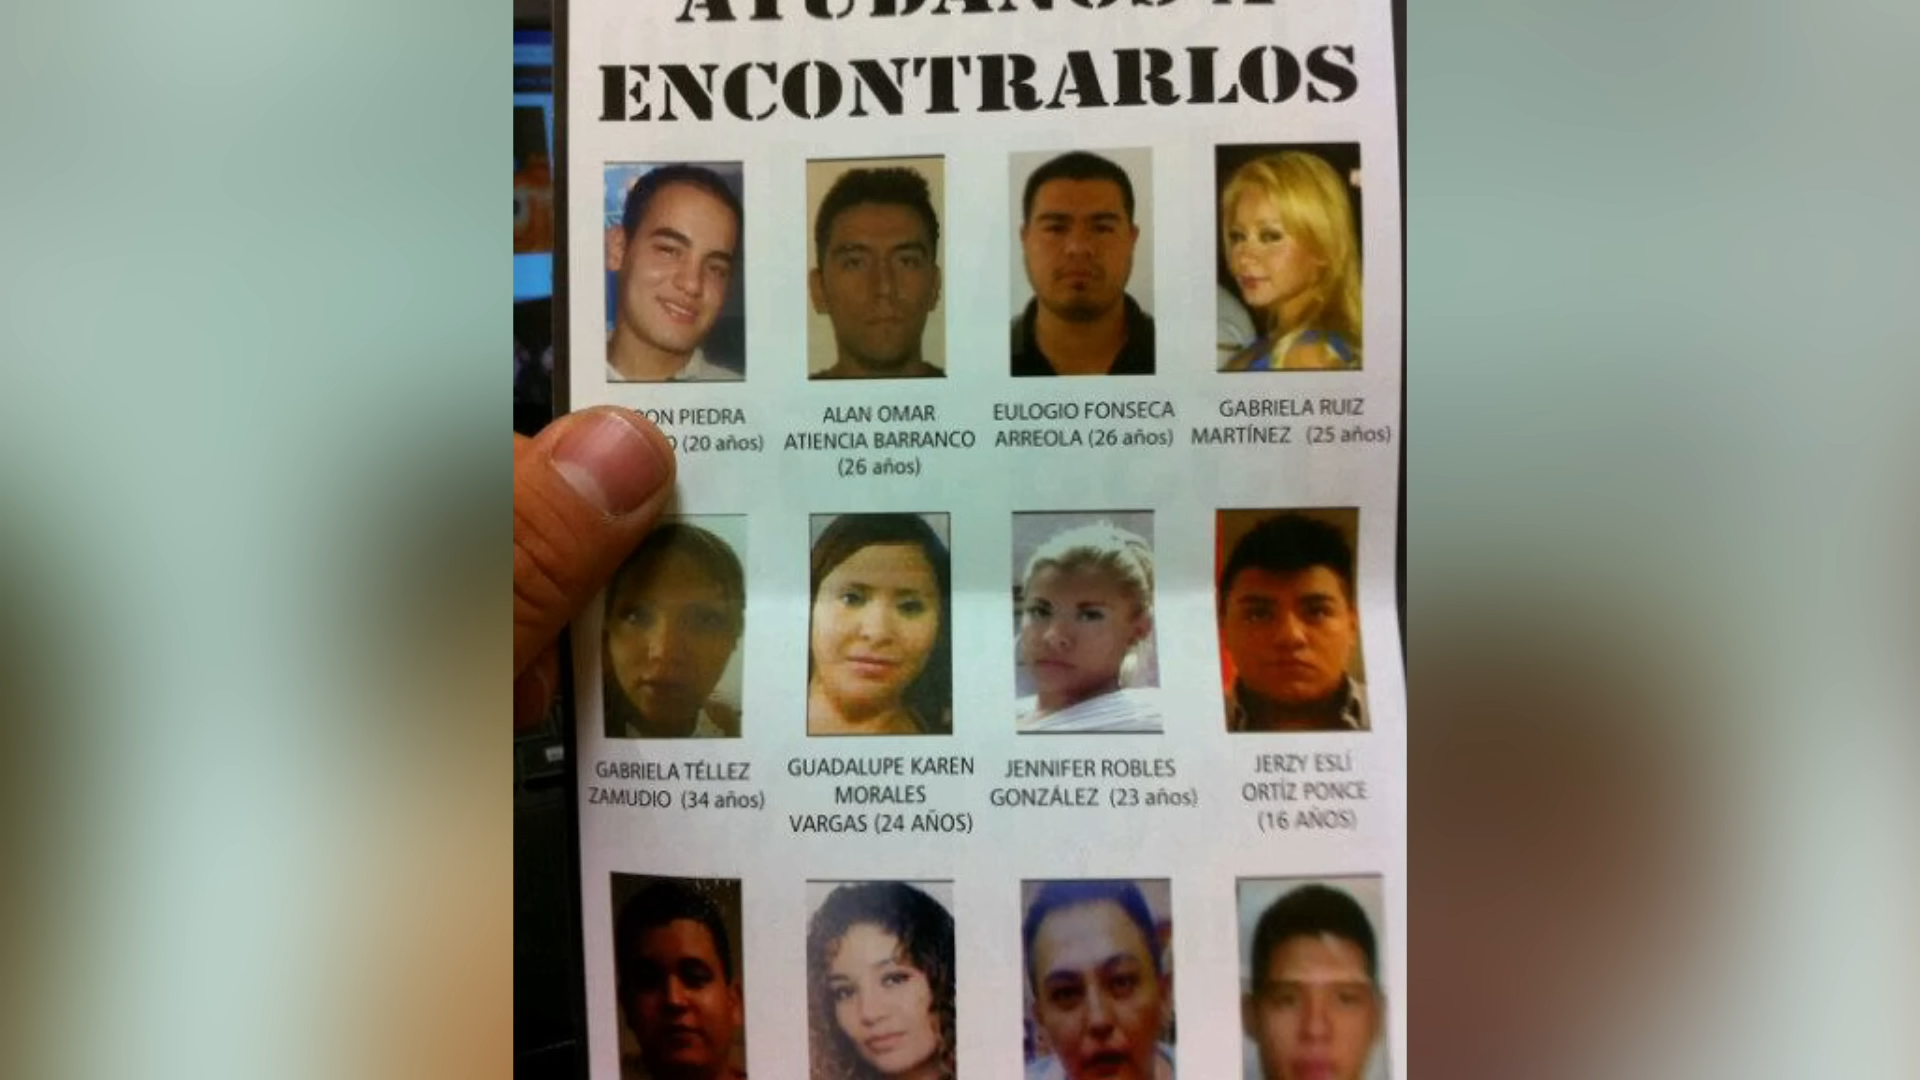 AYUDANOS A
ENCONTRARLOS
ON PIEDRA
(20 años)
ALAN OMAR
ATIENCIA BARRANCO
(26 años)
EULOGIO FONSECA
ARREOLA (26 años)
GABRIELA RUIZ
MARTÍNEZ (25 años)
GABRIELA TÉLLEZ
ZAMUDIO (34 años)
GUADALUPE KAREN
MORALES
VARGAS (24 AÑOS)
JENNIFER ROBLES
GONZÁLEZ (23 años)
JERZY ESLÍ
ORTÍZ PONCE
(16 AÑOS)